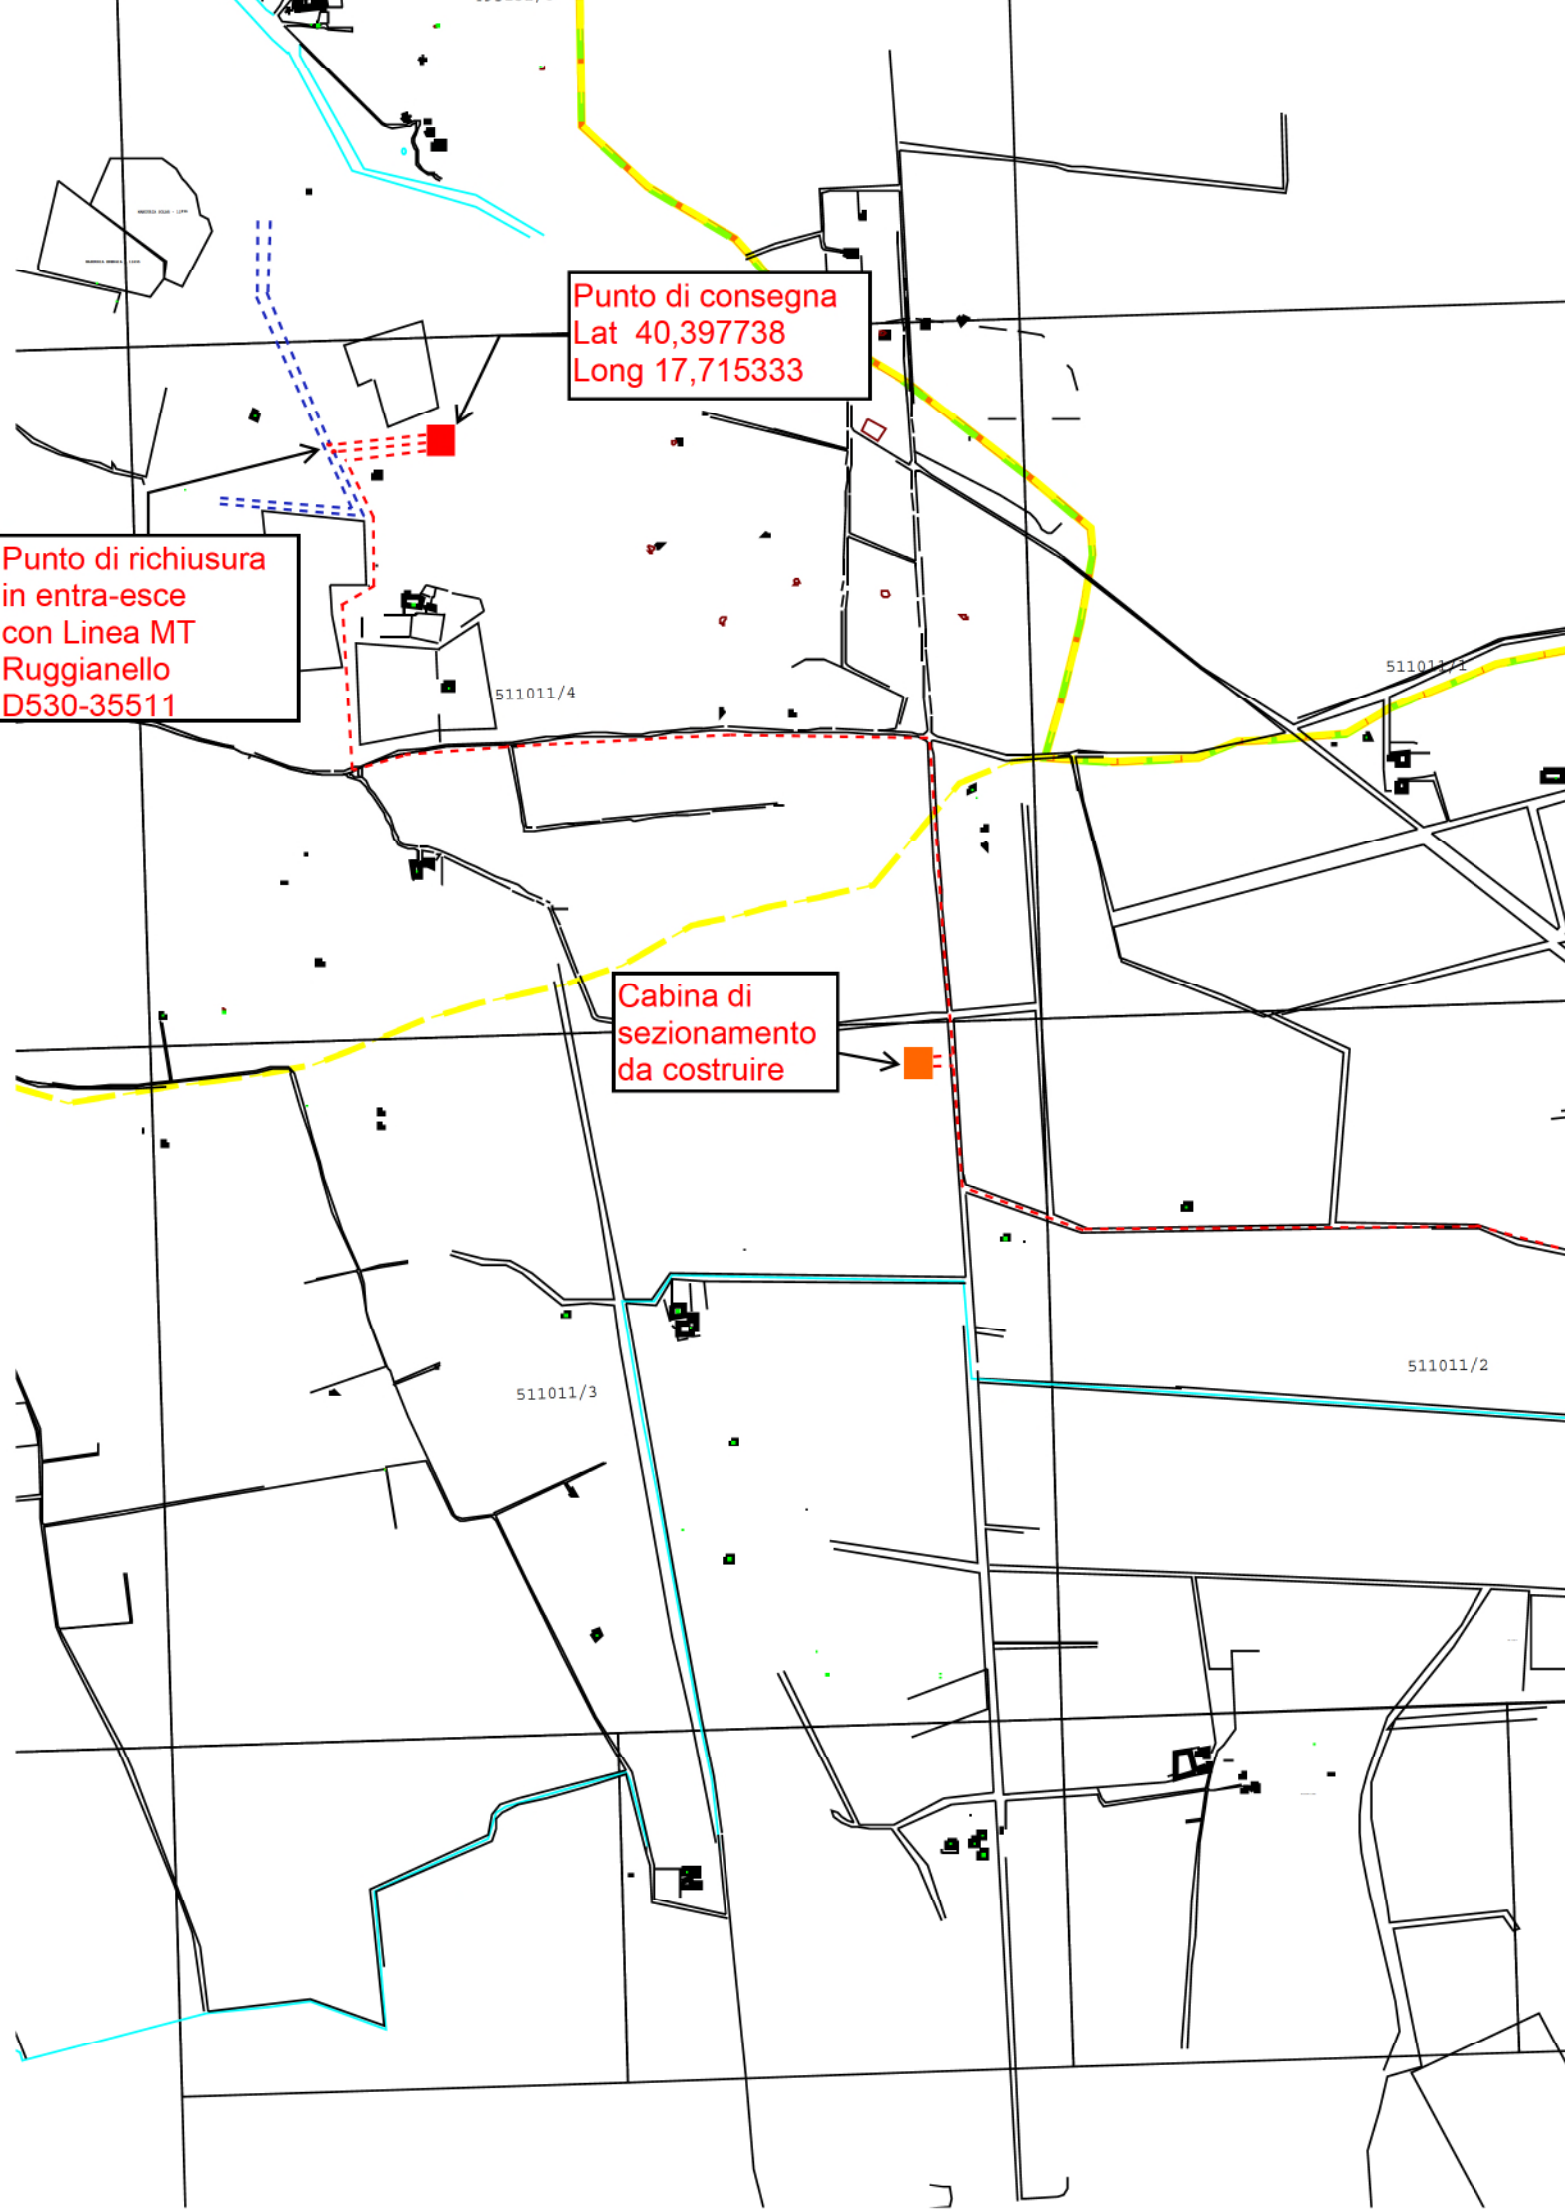 Punto di consegna
Lat 40,397738
Long 17,715333
Punto di richiusura
in entra-esce
con Linea MT
Ruggianello
D530-35511
511011/1
511011/4
Cabina di
sezionamento
da costruire
511011/2
511011/3